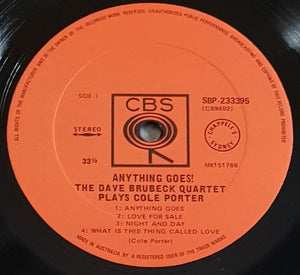 ALL RIGHTS OF THE MANUFACTURER AND OF THE OWNER OF THE RECORDED WORK RESERVED UNAUTHORISED PUBLIC PERFORMANCE BROADCASTING AND COPYING OF THIS RECORD PROHIBITED
CBS
SIDE 1
SBP-233395
(CS9402)
STEREO
CHAPPELL'S
SYDNEY
33⅓
MXT51786
ANYTHING GOES!
THE DAVE BRUBECK QUARTET
PLAYS COLE PORTER
1: ANYTHING GOES
2: LOVE FOR SALE
3: NIGHT AND DAY
4: WHAT IS THIS THING CALLED LOVE
(Cole Porter)
MADE IN AUSTRALIA BY A REGISTERED USER OF THE TRADE MARKS